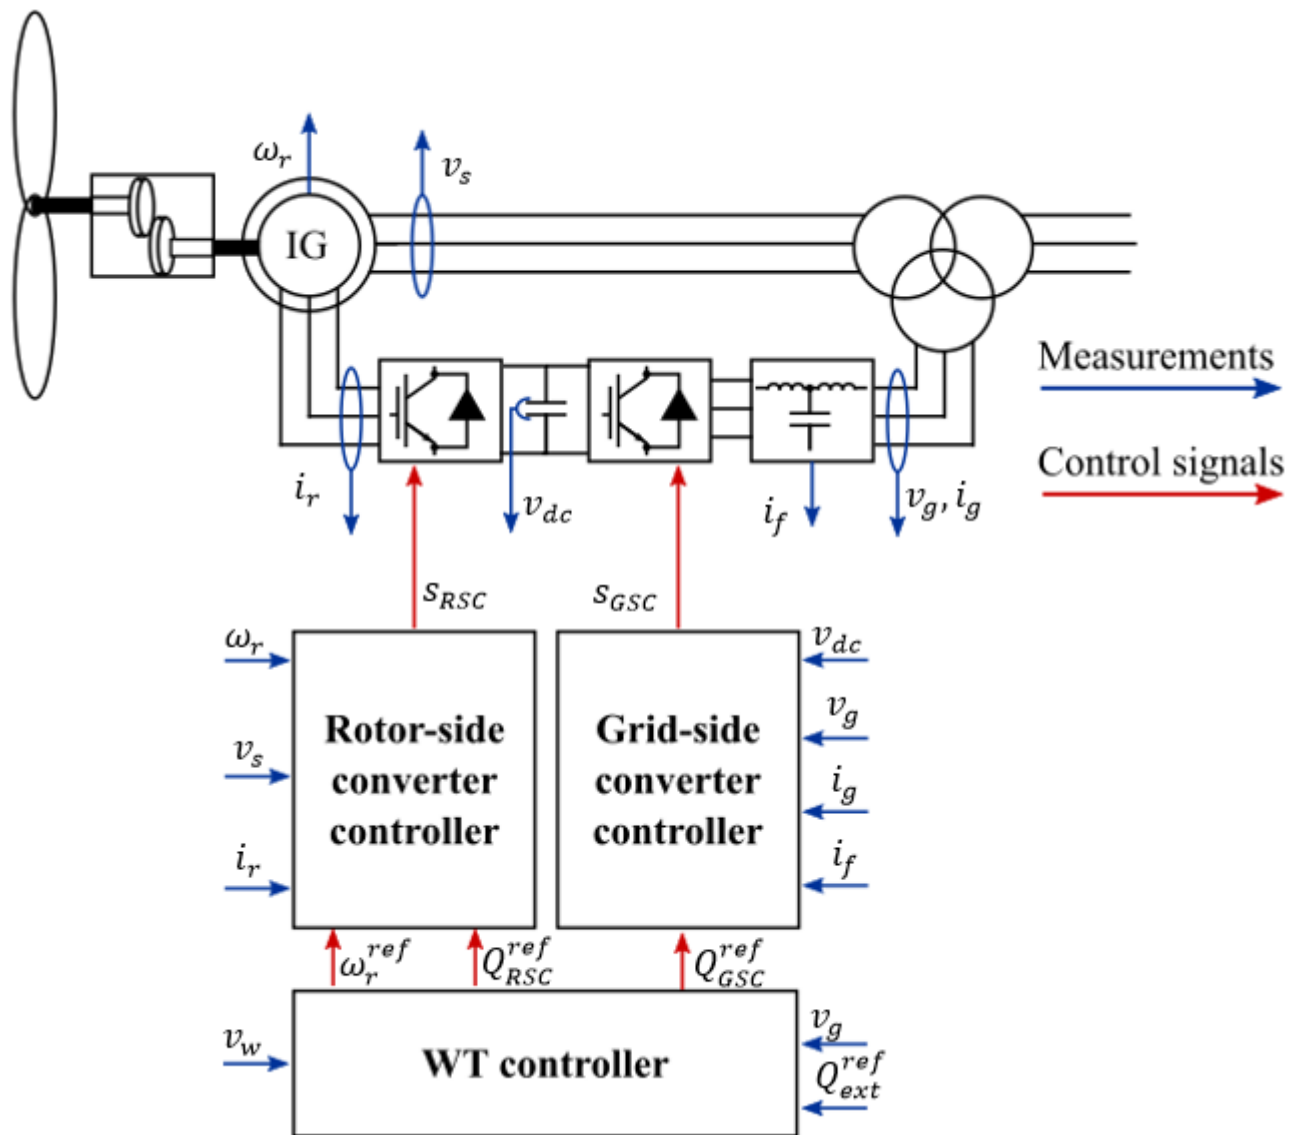 ω_r
v_s
IG
Measurements
Control signals
i_r
v_dc
i_f
v_g, i_g
s_RSC
s_GSC
ω_r
v_s
i_r
Rotor-side
converter
controller
Grid-side
converter
controller
v_dc
v_g
i_g
i_f
ω_r^ref
Q_RSC^ref
Q_GSC^ref
v_w
WT controller
v_g
Q_ext^ref